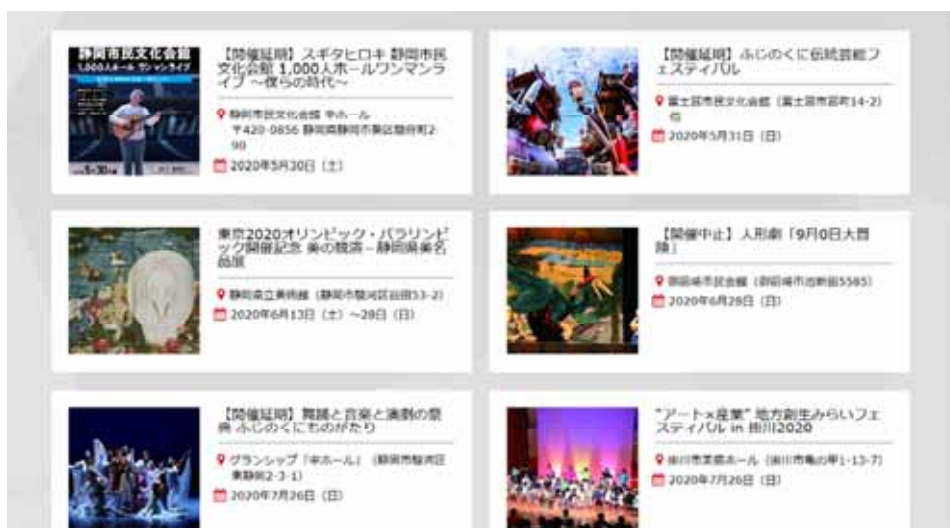 静岡市民文化会館
1,000人ホール ワンマンライブ
【開催延期】スギタヒロキ 静岡市民
文化会館 1,000人ホールワンマンラ
イブ ~僕らの時代~
静岡市民文化会館 中ホール
〒420-0856 静岡県静岡市葵区駿府町2-
90
2020年5月30日（土）
【開催延期】ふじのくに伝統芸能フ
ェスティバル
富士宮市民文化会館（富士宮市宮町14-2）
他
2020年5月31日（日）
東京2020オリンピック・パラリンピ
ック開催記念 美の競演－静岡県美名
品展
静岡県立美術館（静岡市駿河区谷田53-2）
2020年6月13日（土）～28日（日）
【開催中止】人形劇「9月0日大冒
険」
御前崎市民会館（御前崎市池新田5585）
2020年6月28日（日）
【開催延期】舞踊と音楽と演劇の祭
典 ふじのくにものがたり
グランシップ「中ホール」（静岡市駿河区
東静岡2-3-1）
2020年7月26日（日）
"アート×産業" 地方創生みらいフェ
スティバル in 掛川2020
掛川市美感ホール（掛川市亀の甲1-13-7）
2020年7月26日（日）